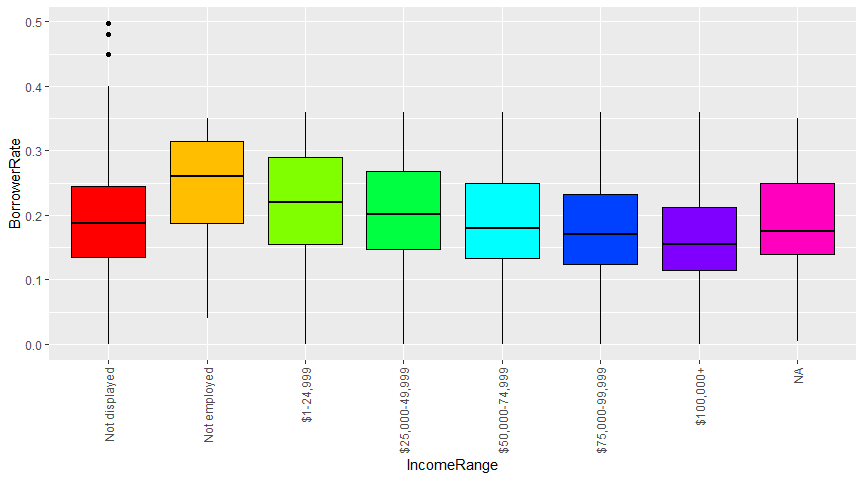 BorrowerRate
0.5
0.4
0.3
0.2
0.1
0.0
Not displayed
Not employed
$1-24,999
$25,000-49,999
$50,000-74,999
$75,000-99,999
$100,000+
NA
IncomeRange